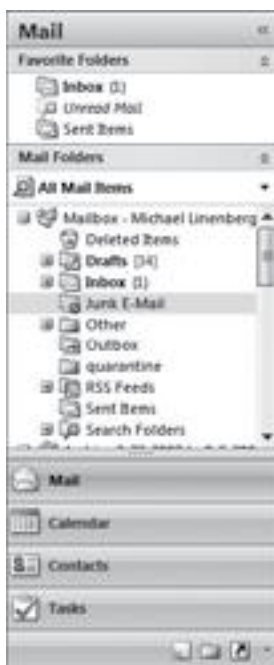 Mail
Favorite Folders
Inbox (1)
Unread Mail
Sent Items
Mail Folders
All Mail Items
Mailbox - Michael Linenberg
Deleted Items
Drafts [14]
Inbox (1)
Junk E-Mail
Other
Outbox
quarantine
RSS Feeds
Sent Items
Search Folders
Mail
Calendar
Contacts
Tasks